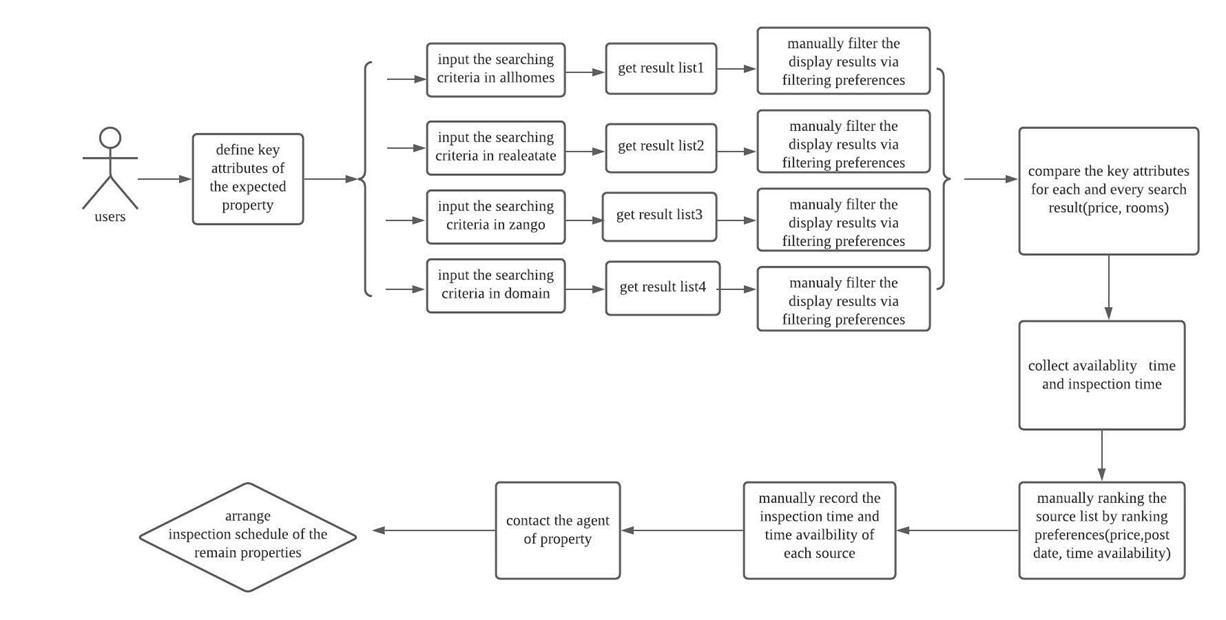 users
define key
attributes of
the expected
property
input the searching
criteria in allhomes
get result list1
manually filter the
display results via
filtering preferences
input the searching
criteria in realeatate
get result list2
manualy filter the
display results via
filtering preferences
input the searching
criteria in zango
get result list3
manualy filter the
display results via
filtering preferences
input the searching
criteria in domain
get result list4
manualy filter the
display results via
filtering preferences
compare the key attributes
for each and every search
result(price, rooms)
collect availablity time
and inspection time
manually ranking the
source list by ranking
preferences(price,post
date, time availability)
manually record the
inspection time and
time availbility of
each source
contact the agent
of property
arrange
inspection schedule of the
remain properties